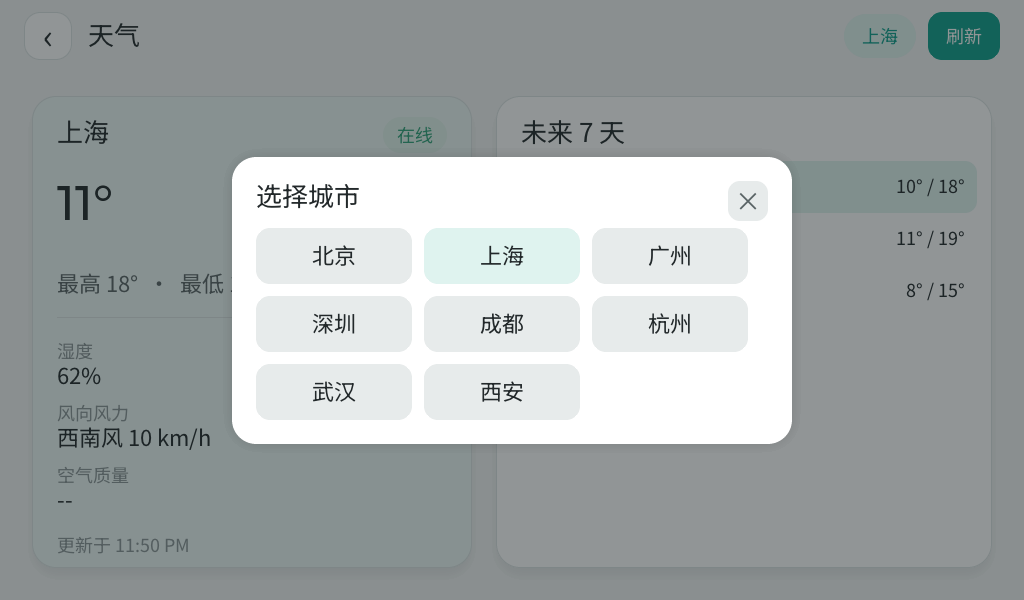 天气
上海
刷新
上海
在线
11°
最高 18° • 最低
湿度
62%
风向风力
西南风 10 km/h
空气质量
--
更新于 11:50 PM
未来 7 天
10° / 18°
11° / 19°
8° / 15°
选择城市
北京
上海
广州
深圳
成都
杭州
武汉
西安